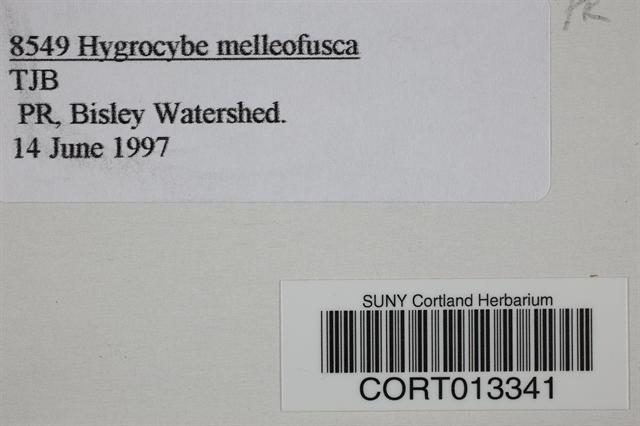 PR
8549 Hygrocybe melleofusca
TJB
PR, Bisley Watershed.
14 June 1997
SUNY Cortland Herbarium
CORT013341